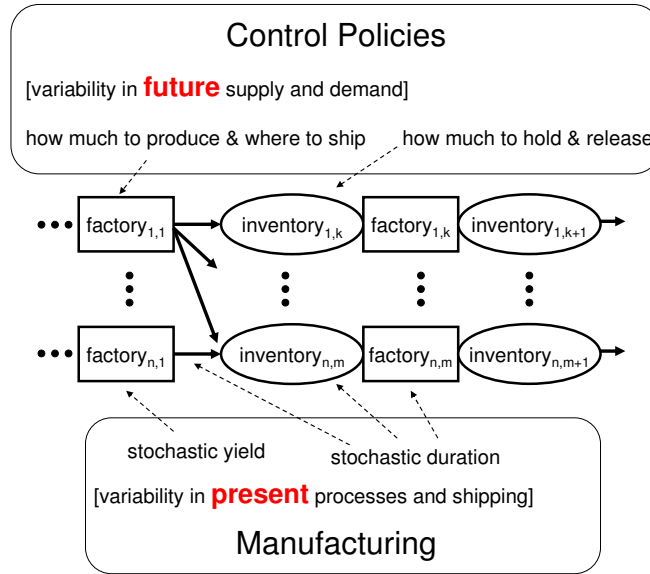 Control Policies
[variability in future supply and demand]
how much to produce & where to ship how much to hold & release
factory1,1 inventory1,k factory1,k inventory1,k+1
factoryn,1 inventoryn,m factoryn,m inventoryn,m+1
stochastic yield stochastic duration
[variability in present processes and shipping]
Manufacturing